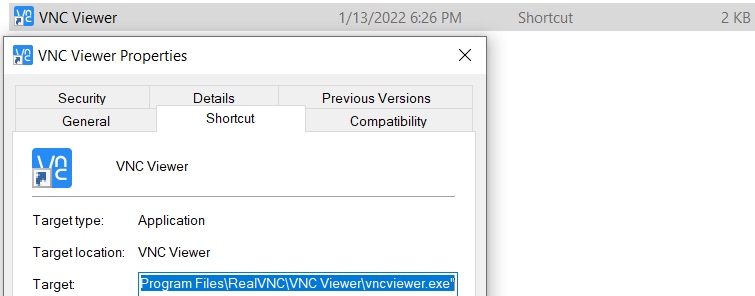 VNC Viewer 1/13/2022 6:26 PM Shortcut 2 KB
VNC Viewer Properties
Security Details Previous Versions
General Shortcut Compatibility
VNC Viewer
Target type: Application
Target location: VNC Viewer
Target: Program Files\RealVNC\VNC Viewer\vncviewer.exe"